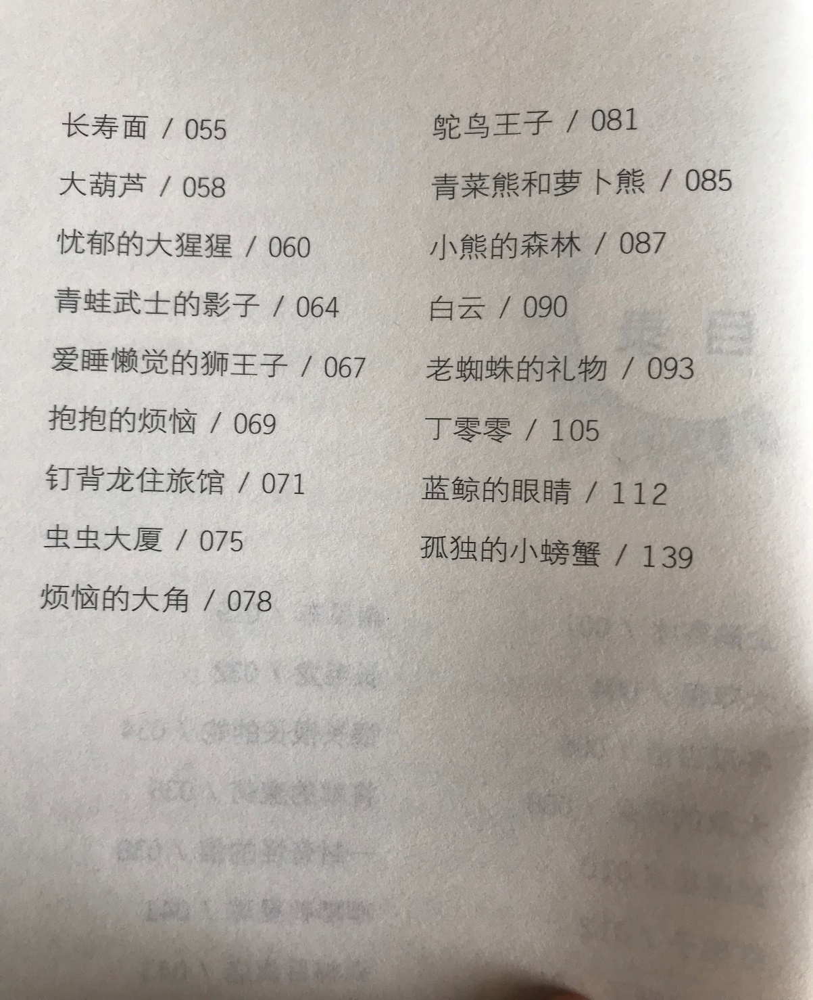 长寿面 / 055
大葫芦 / 058
忧郁的大猩猩 / 060
青蛙武士的影子 / 064
爱睡懒觉的狮王子 / 067
抱抱的烦恼 / 069
钉背龙住旅馆 / 071
虫虫大厦 / 075
烦恼的大角 / 078
鸵鸟王子 / 081
青菜熊和萝卜熊 / 085
小熊的森林 / 087
白云 / 090
老蜘蛛的礼物 / 093
丁零零 / 105
蓝鲸的眼睛 / 112
孤独的小螃蟹 / 139